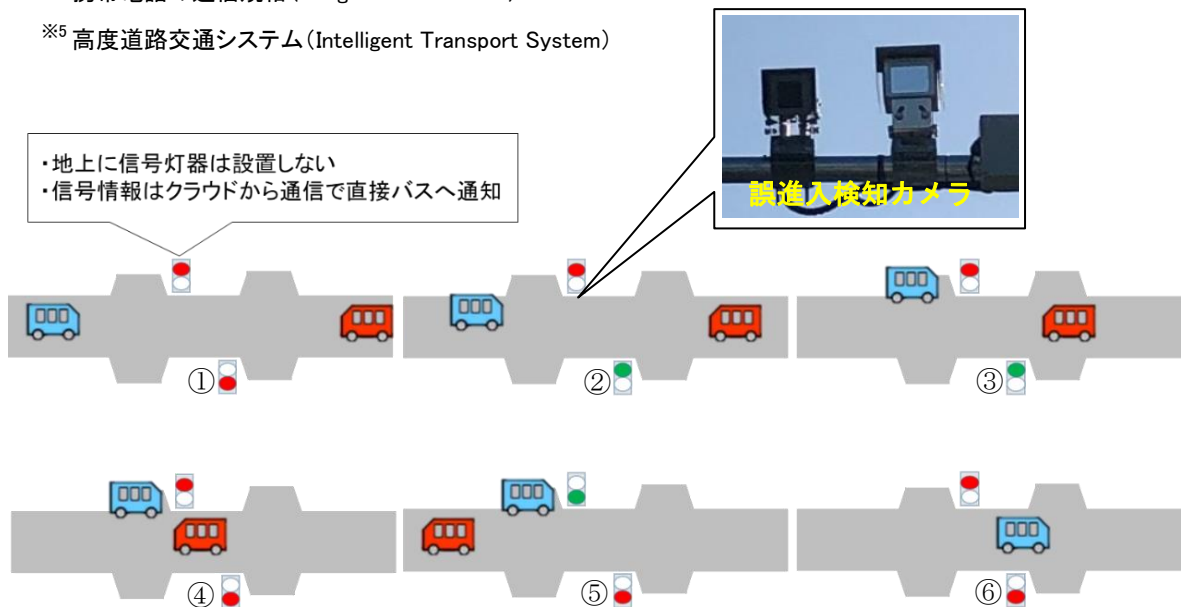 ※5 高度道路交通システム(Intelligent Transport System)
・地上に信号灯器は設置しない
・信号情報はクラウドから通信で直接バスへ通知
誤進入検知カメラ
①
②
③
④
⑤
⑥